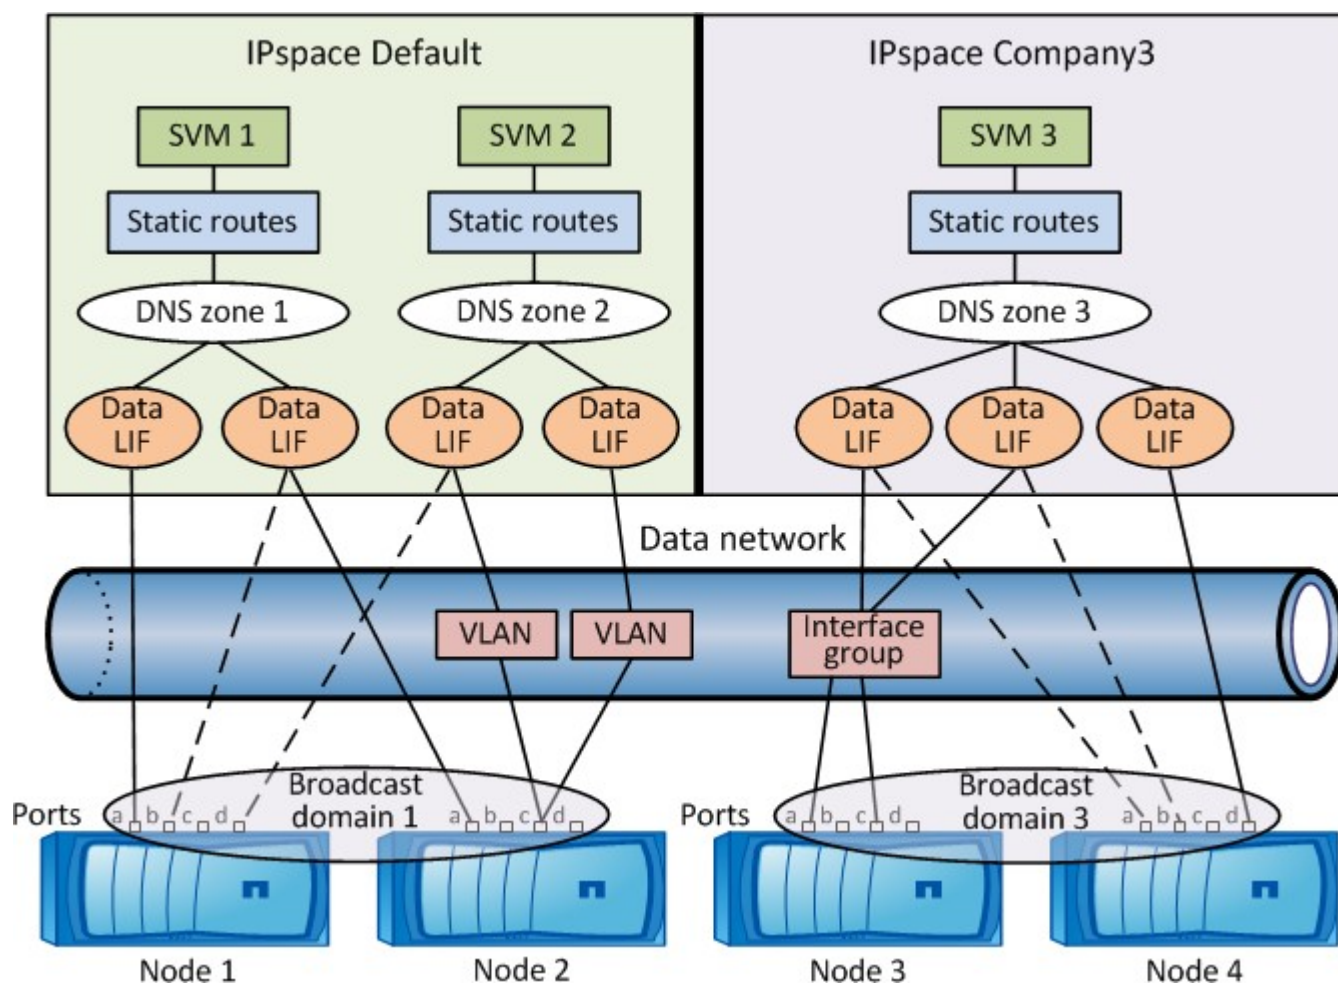 IPspace Default
IPspace Company3
SVM 1
SVM 2
SVM 3
Static routes
Static routes
Static routes
DNS zone 1
DNS zone 2
DNS zone 3
Data
LIF
Data
LIF
Data
LIF
Data
LIF
Data
LIF
Data
LIF
Data
LIF
Data network
VLAN
VLAN
Interface
group
Ports
a b c d
Broadcast
domain 1
a b c d
Ports
a b c d
Broadcast
domain 3
a b c d
Node 1
Node 2
Node 3
Node 4